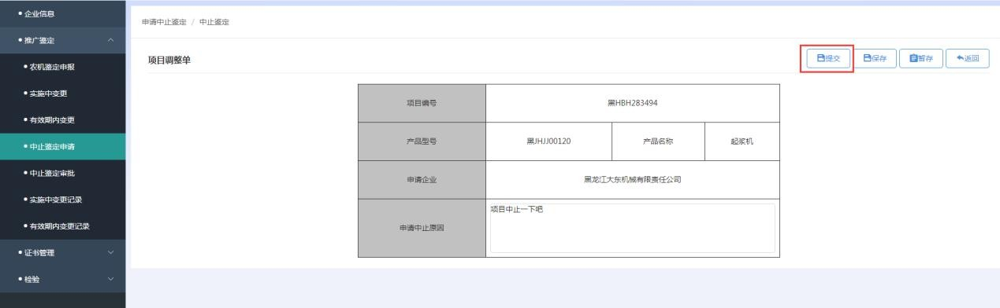 企业信息
推广鉴定
农机鉴定申报
实施中变更
有效期内变更
中止鉴定申请
中止鉴定审批
实施中变更记录
有效期内变更记录
证书管理
检验
申请中止鉴定 / 中止鉴定
项目调整单
提交 保存 暂存 返回
项目编号 黑HBH283494
产品型号 黑JHJJ00120 产品名称 起浆机
申请企业 黑龙江大东机械有限责任公司
申请中止原因 项目中止一下吧